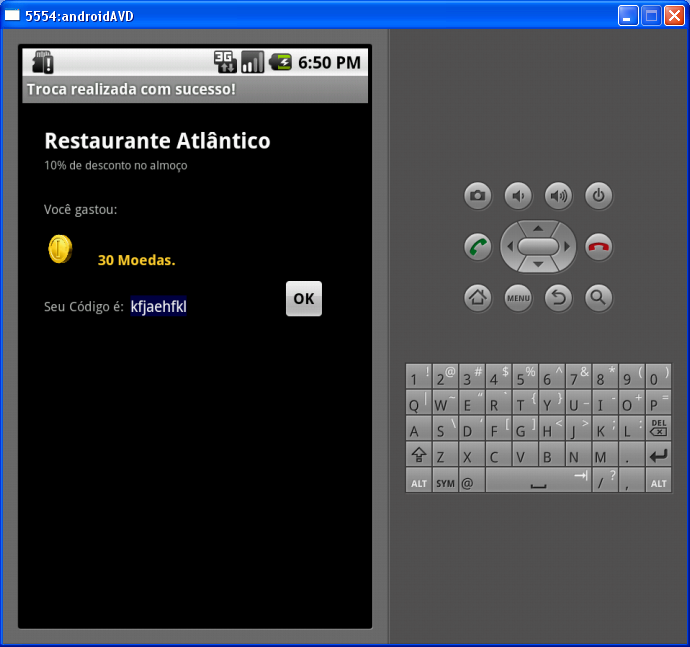 5554:androidAVD
3G 6:50 PM
Troca realizada com sucesso!
Restaurante Atlântico
10% de desconto no almoço
Você gastou:
30 Moedas.
Seu Código é: kfjaehfkl
OK
MENU
1 ! 2 @ 3 # 4 $ 5 % 6 ^ 7 & 8 * 9 ( 0 )
Q | W ~ E " R ` T { Y } U _ I - O + P =
A S \ D ' F [ G ] H < J > K ; L : DEL
Z X C V B N M .
ALT SYM @ / ? , ALT